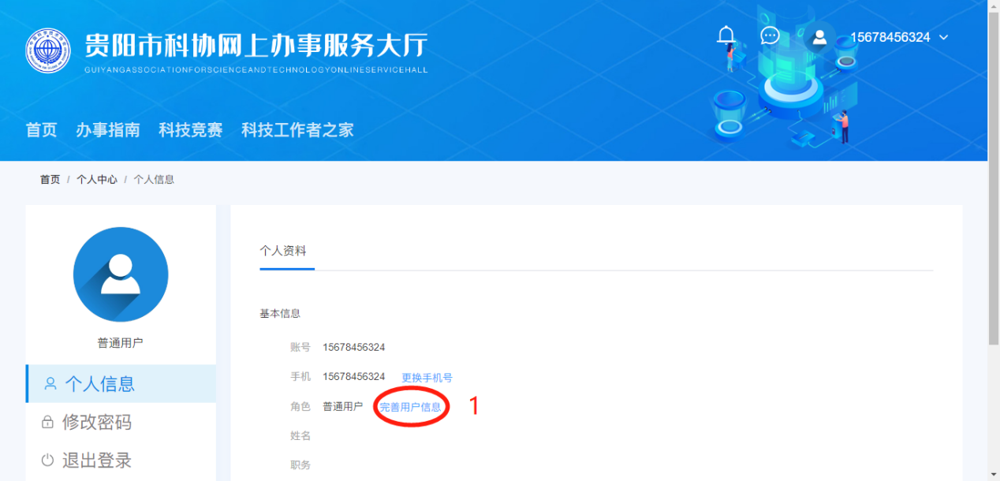 贵阳市科协网上办事服务大厅
GUIYANGASSOCIATIONFORSCIENCEANDTECHNOLOGYONLINESERVICEHALL
15678456324
首页 办事指南 科技竞赛 科技工作者之家
首页 / 个人中心 / 个人信息
普通用户
个人信息
修改密码
退出登录
个人资料
基本信息
账号 15678456324
手机 15678456324 更换手机号
角色 普通用户 完善用户信息 1
姓名
职务